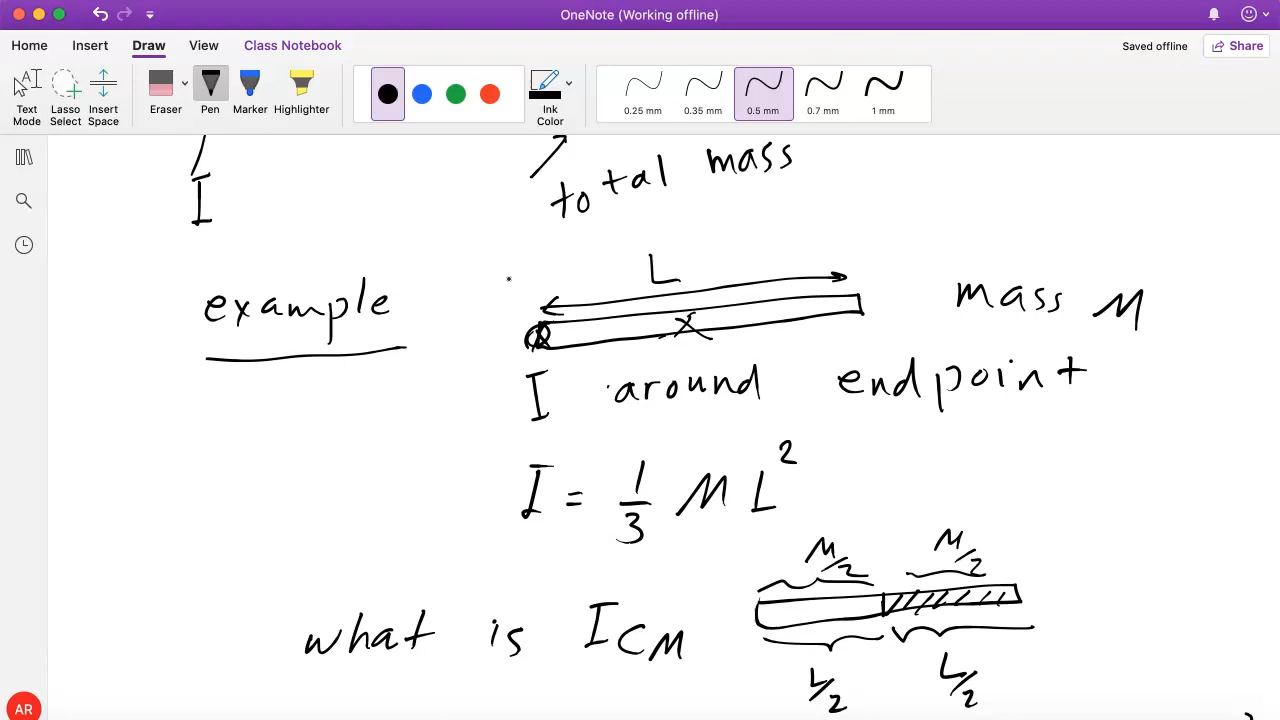 OneNote (Working offline)
Home Insert Draw View Class Notebook
Saved offline Share
Text Mode
Lasso Select
Insert Space
Eraser
Pen
Marker
Highlighter
Ink Color
0.25 mm
0.35 mm
0.5 mm
0.7 mm
1 mm
I
total mass
example
L
X
mass M
I around endpoint
I = 1/3 M L²
M/2 M/2
what is I_CM
L/2 L/2
AR